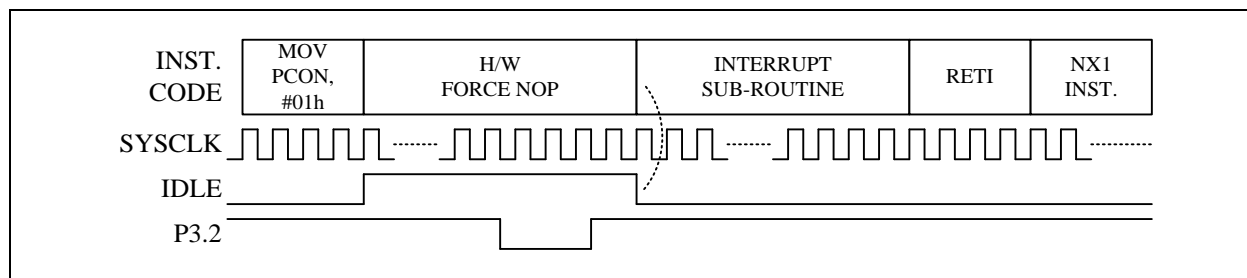 INST.
CODE
MOV
PCON,
#01h
H/W
FORCE NOP
INTERRUPT
SUB-ROUTINE
RETI
NX1
INST.
SYSCLK
IDLE
P3.2